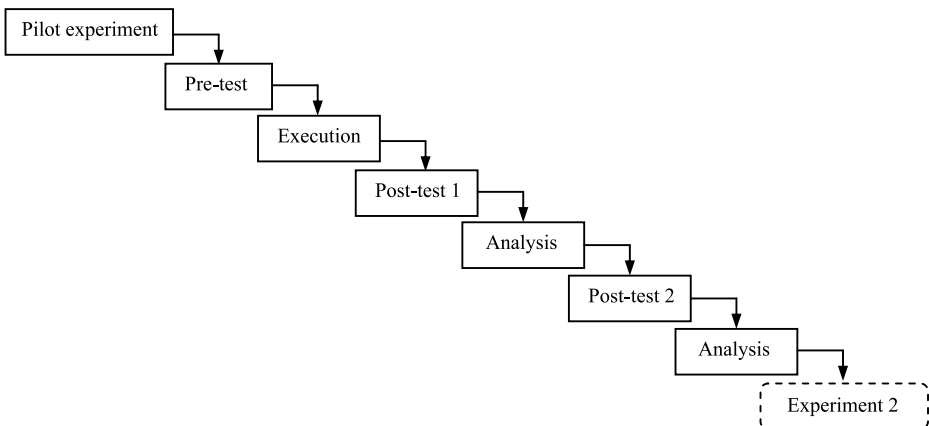 Pilot experiment
Pre-test
Execution
Post-test 1
Analysis
Post-test 2
Analysis
Experiment 2